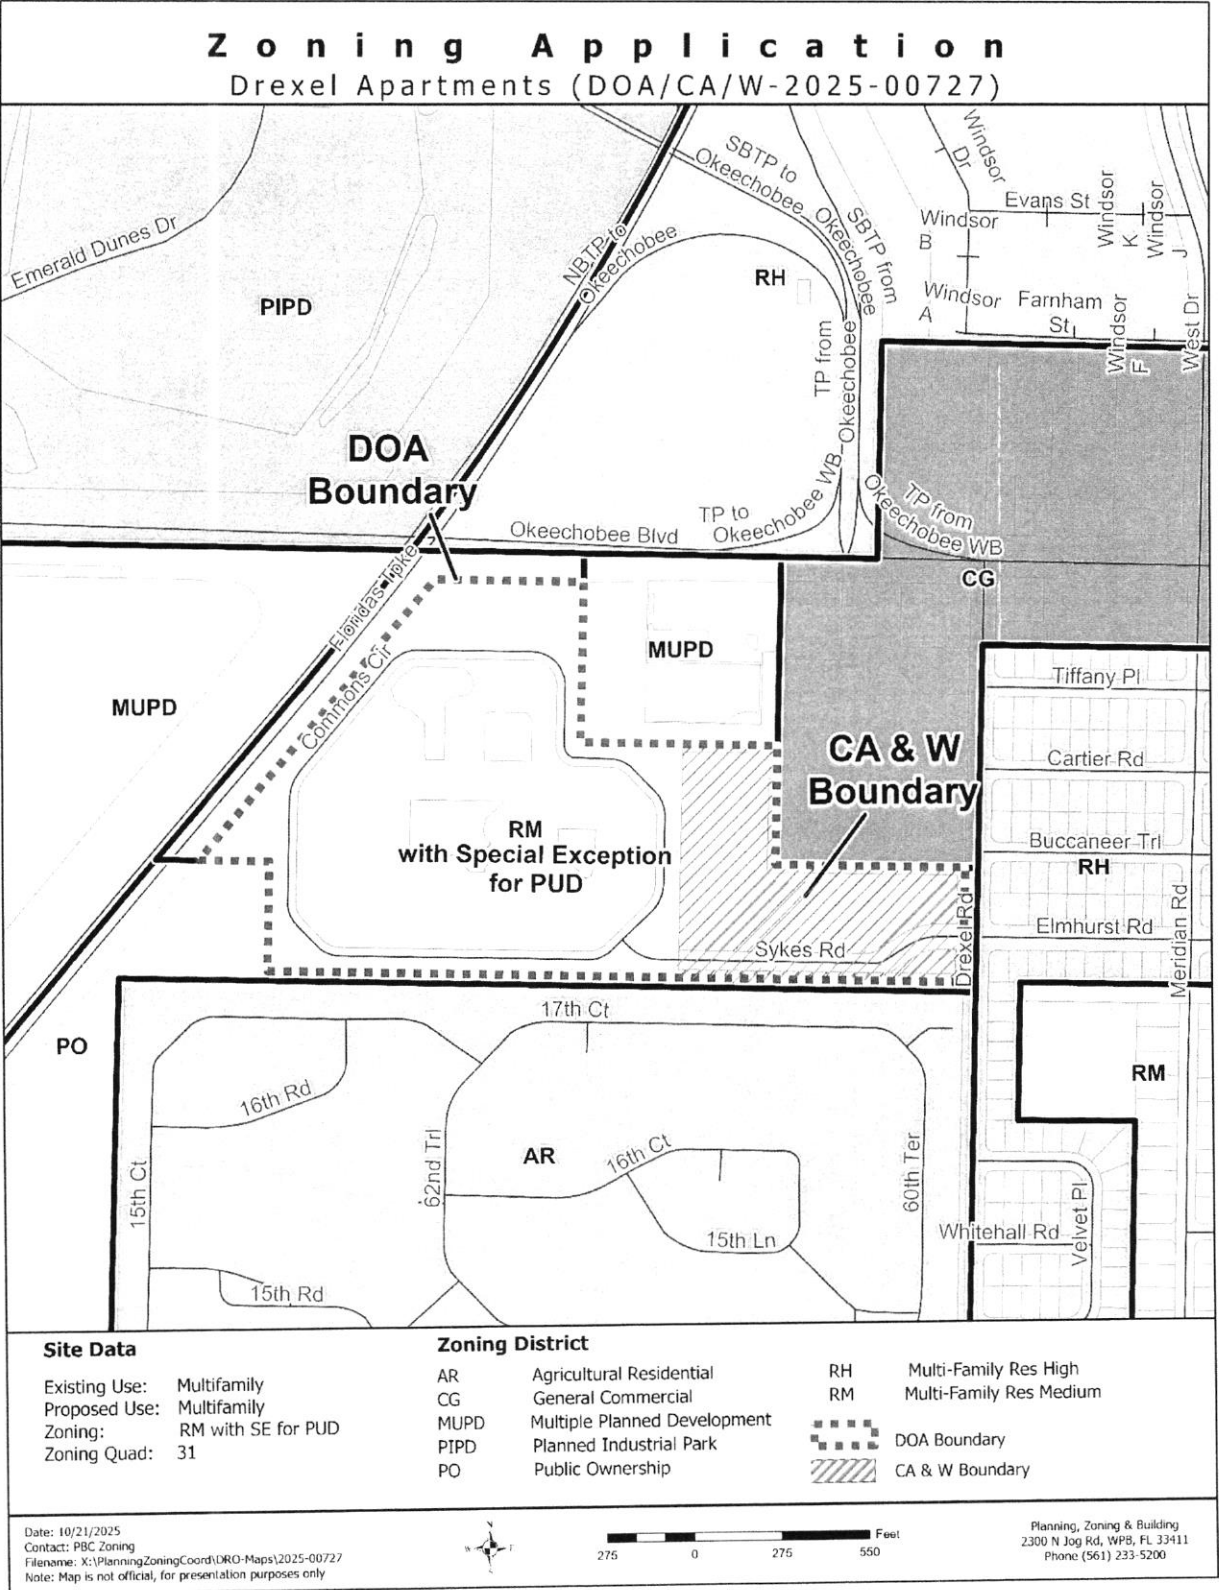 Zoning Application
Drexel Apartments (DOA/CA/W-2025-00727)
Emerald Dunes Dr
PIPD
NBTP to
Okeechobee
SBTP to
Okeechobee
SBTP from
Okeechobee
RH
TP from
Okeechobee
Windsor
Dr
Evans St
Windsor
B
Windsor
K
Windsor
J
Windsor
A
Farnham
St
Windsor
F
West Dr
DOA
Boundary
Okeechobee Blvd
TP to
Okeechobee WB
TP from
Okeechobee WB
CG
Floridas Tpke
Commons Cir
MUPD
MUPD
Tiffany Pl
CA & W
Boundary
Cartier Rd
RM
with Special Exception
for PUD
Buccaneer Trl
RH
Elmhurst Rd
Sykes Rd
Drexel Rd
Meridian Rd
PO
17th Ct
RM
16th Rd
15th Ct
62nd Trl
AR
16th Ct
60th Ter
15th Ln
Whitehall Rd
Velvet Pl
15th Rd
Site Data
Existing Use: Multifamily
Proposed Use: Multifamily
Zoning: RM with SE for PUD
Zoning Quad: 31
Zoning District
AR Agricultural Residential
CG General Commercial
MUPD Multiple Planned Development
PIPD Planned Industrial Park
PO Public Ownership
RH Multi-Family Res High
RM Multi-Family Res Medium
DOA Boundary
CA & W Boundary
Date: 10/21/2025
Contact: PBC Zoning
Filename: X:\PlanningZoningCoord\DRO-Maps\2025-00727
Note: Map is not official, for presentation purposes only
N
W E
S
Feet
275 0 275 550
Planning, Zoning & Building
2300 N Jog Rd, WPB, FL 33411
Phone (561) 233-5200